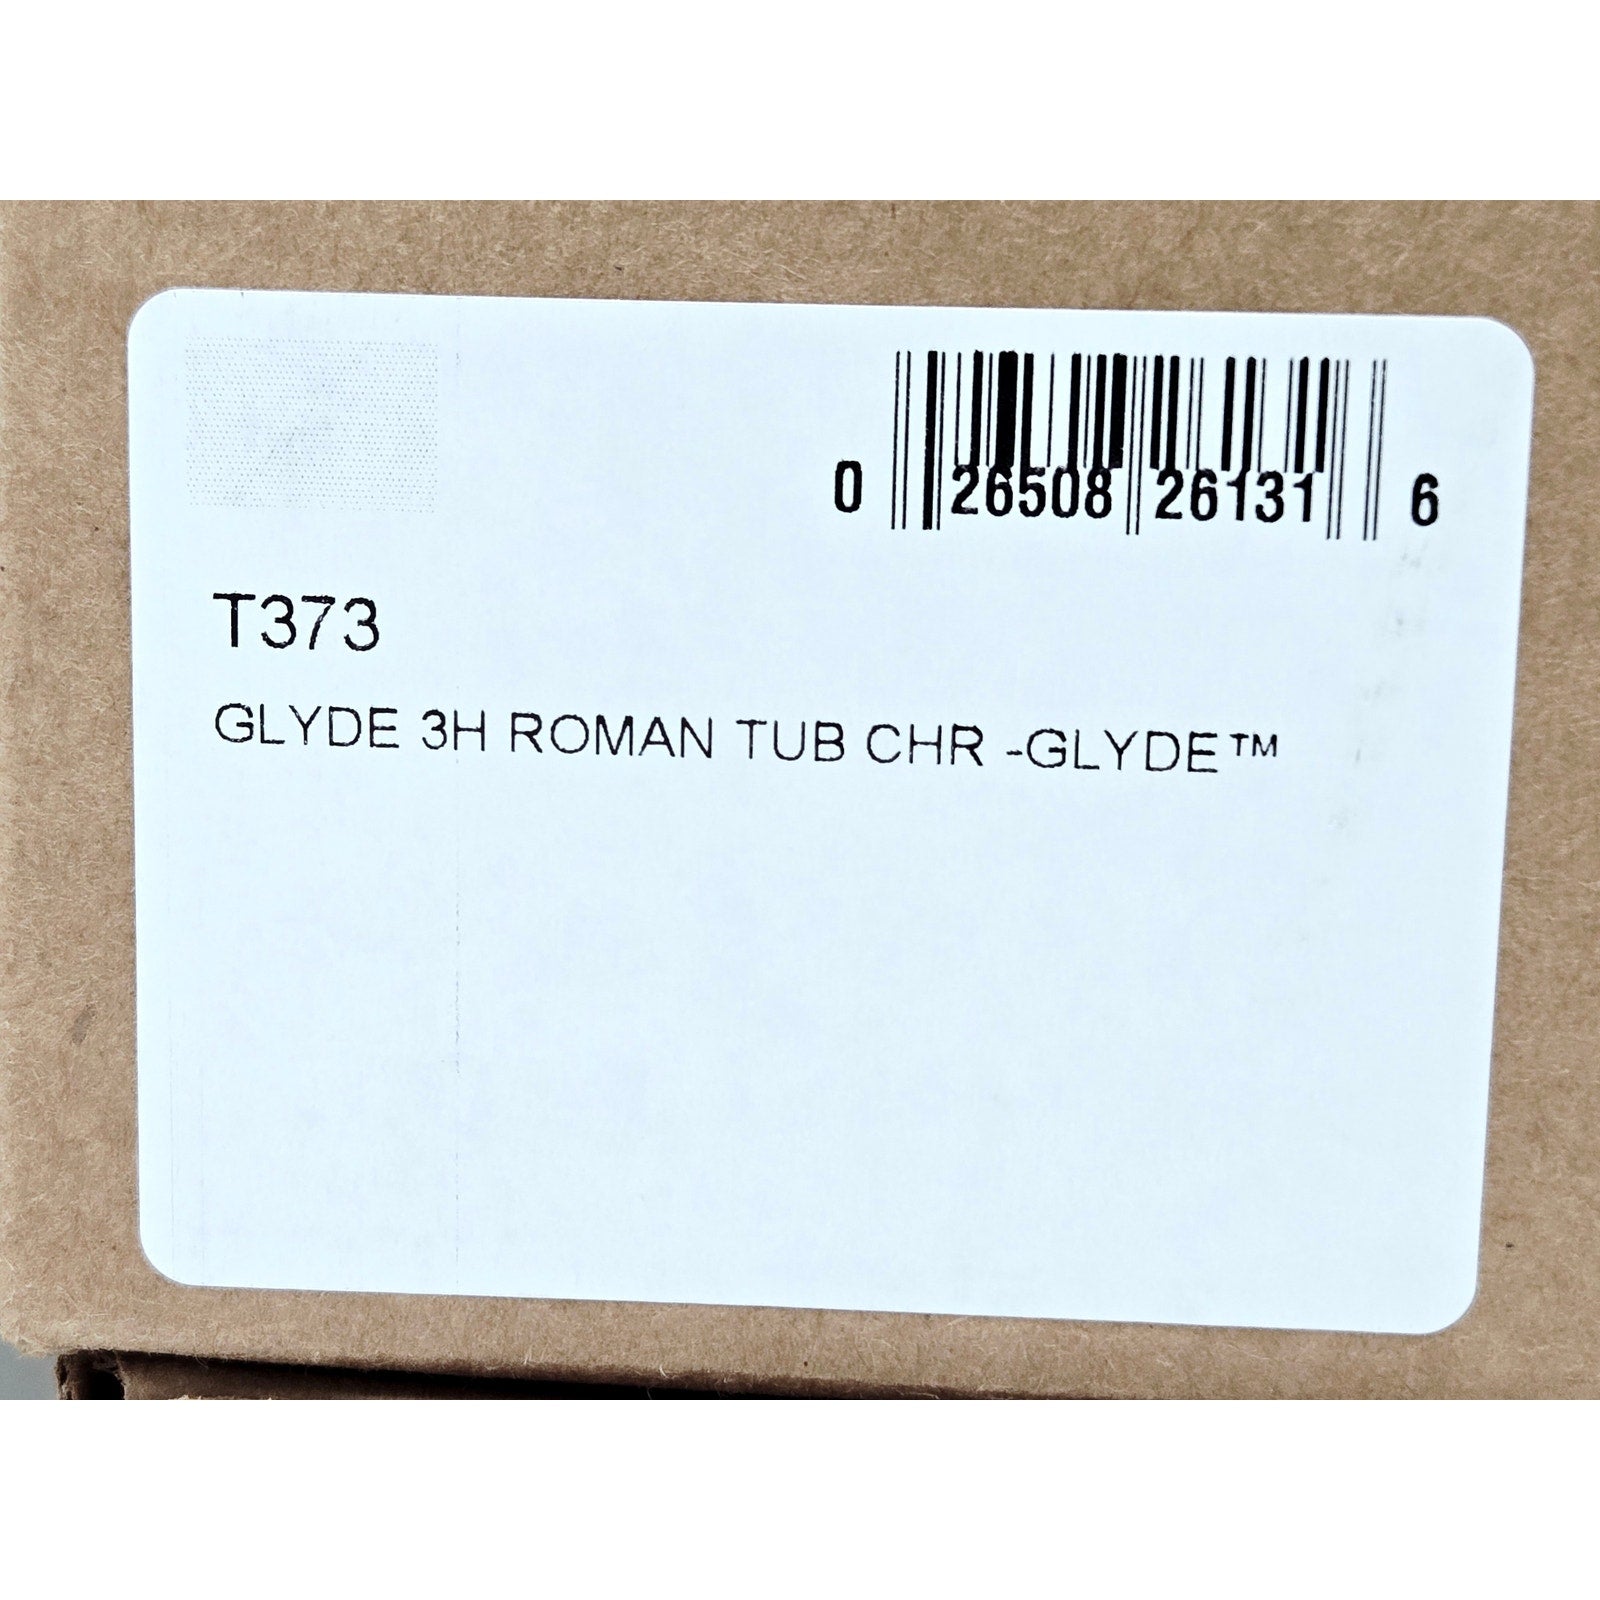 0 26508 26131 6
T373
GLYDE 3H ROMAN TUB CHR -GLYDE™